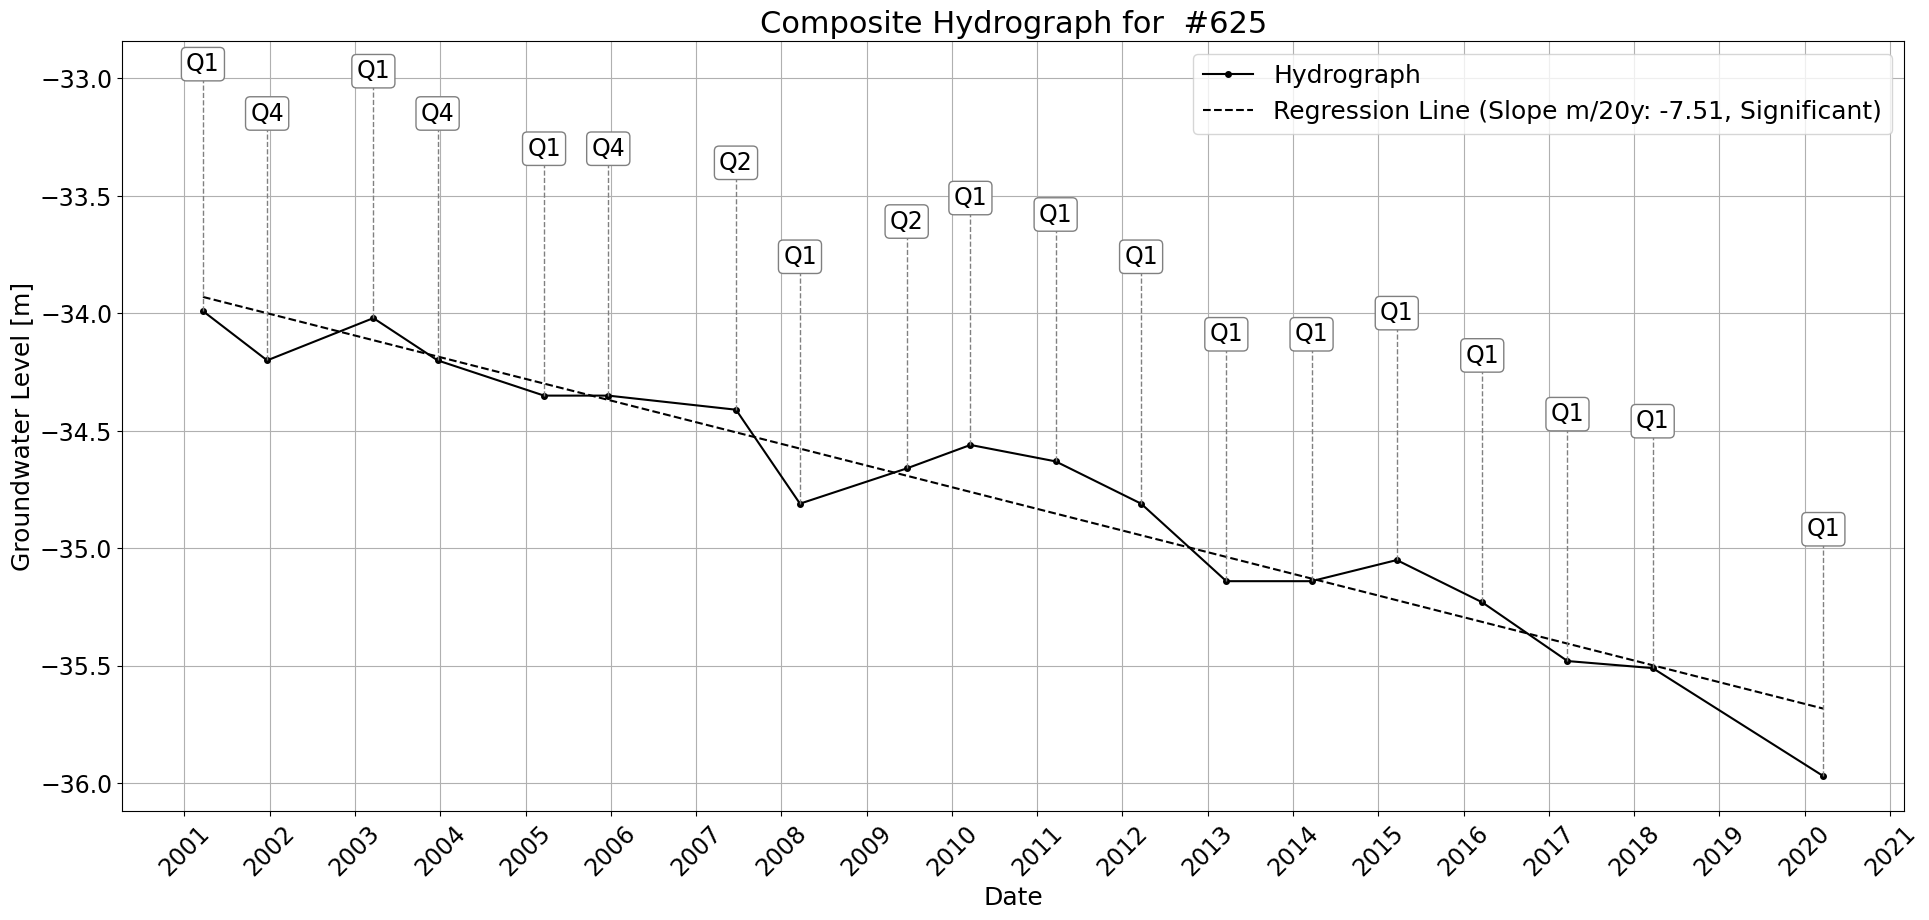 Composite Hydrograph for  #625
Hydrograph
Regression Line (Slope m/20y: -7.51, Significant)
Q1
Q4
Q1
Q4
Q1
Q4
Q2
Q1
Q2
Q1
Q1
Q1
Q1
Q1
Q1
Q1
Q1
Q1
Q1
Groundwater Level [m]
−33.0
−33.5
−34.0
−34.5
−35.0
−35.5
−36.0
2001
2002
2003
2004
2005
2006
2007
2008
2009
2010
2011
2012
2013
2014
2015
2016
2017
2018
2019
2020
2021
Date